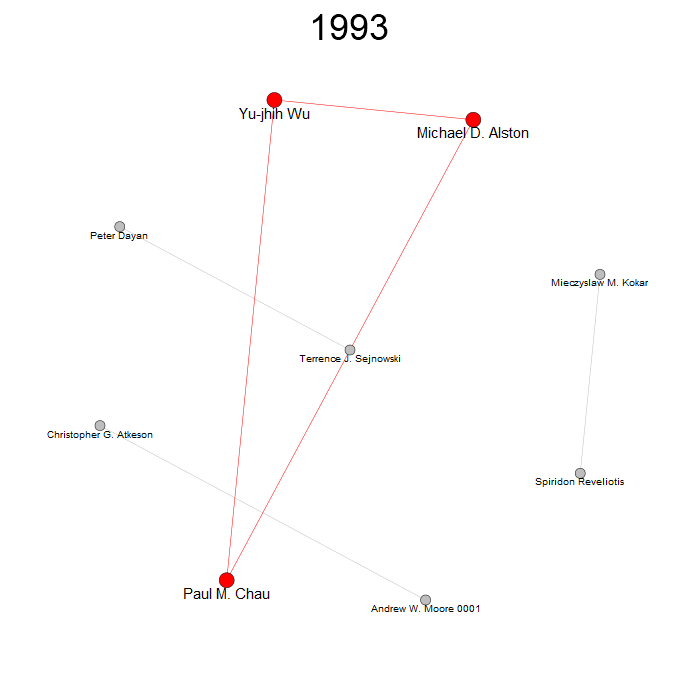 1993
Yu-jhih Wu
Michael D. Alston
Peter Dayan
Mieczyslaw M. Kokar
Terrence J. Sejnowski
Christopher G. Atkeson
Spiridon Reveliotis
Paul M. Chau
Andrew W. Moore 0001